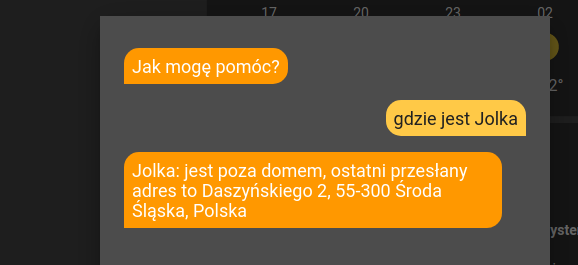 17 20 23 02
Jak mogę pomóc?
2°
gdzie jest Jolka
Jolka: jest poza domem, ostatni przesłany
adres to Daszyńskiego 2, 55-300 Środa
Śląska, Polska